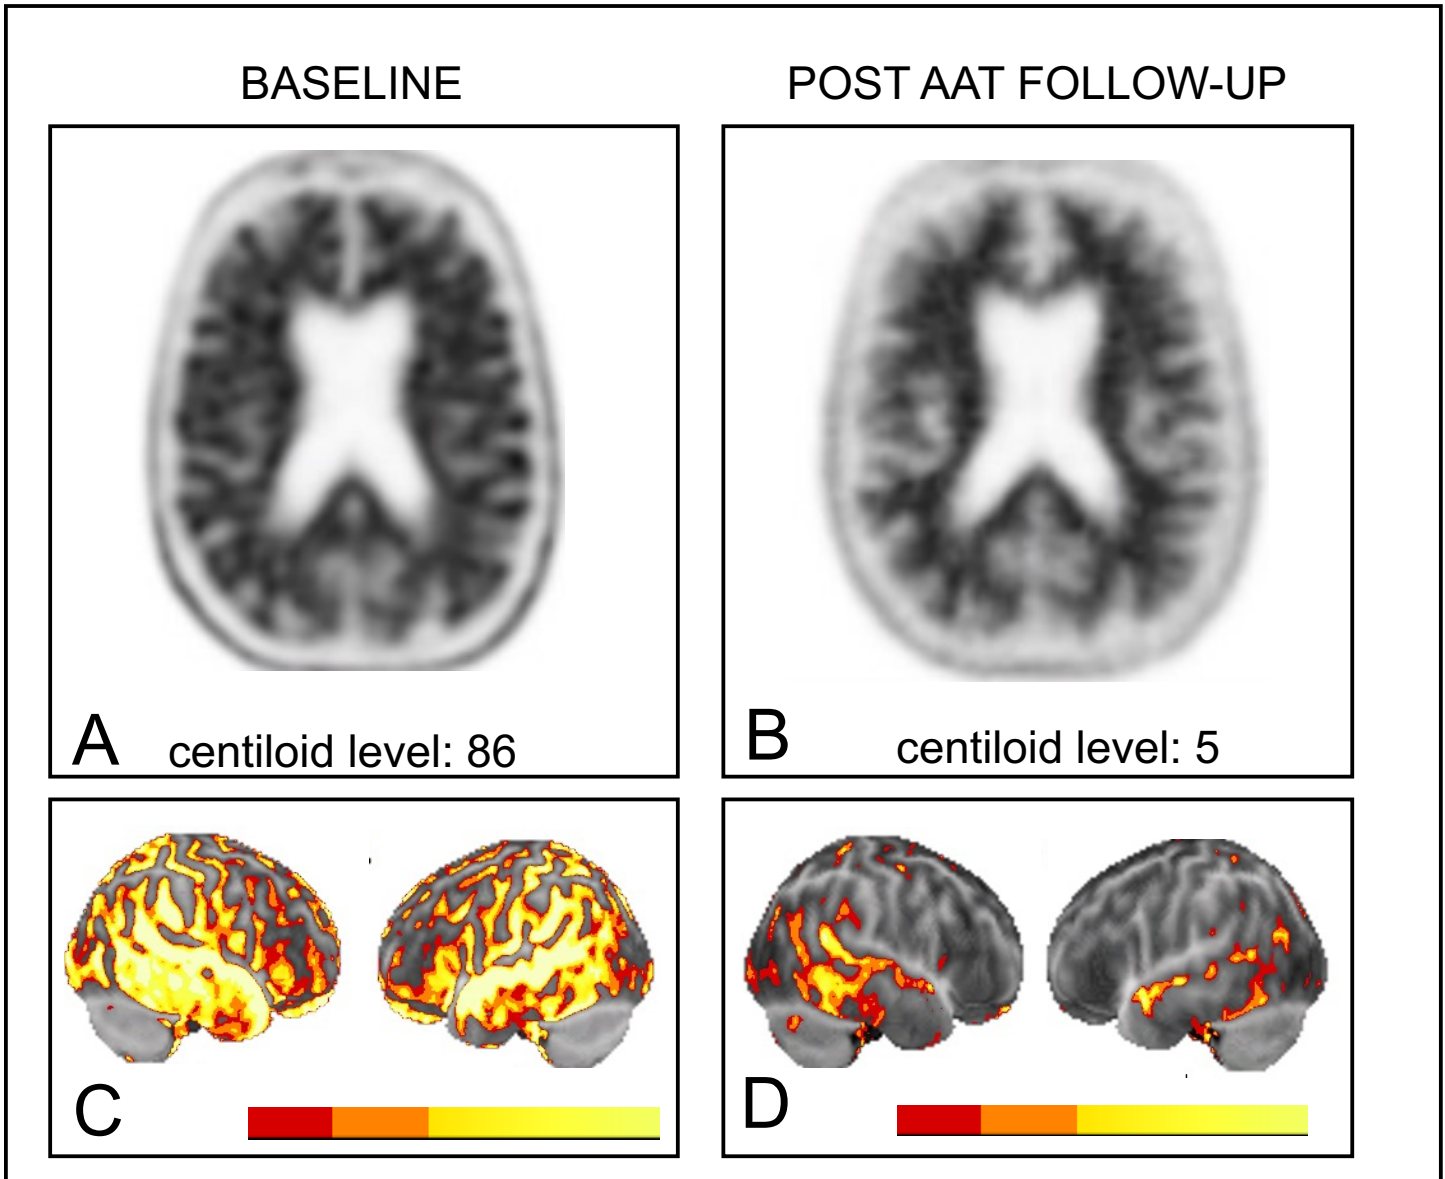 BASELINE
POST AAT FOLLOW-UP
A
centiloid level: 86
B
centiloid level: 5
C
D